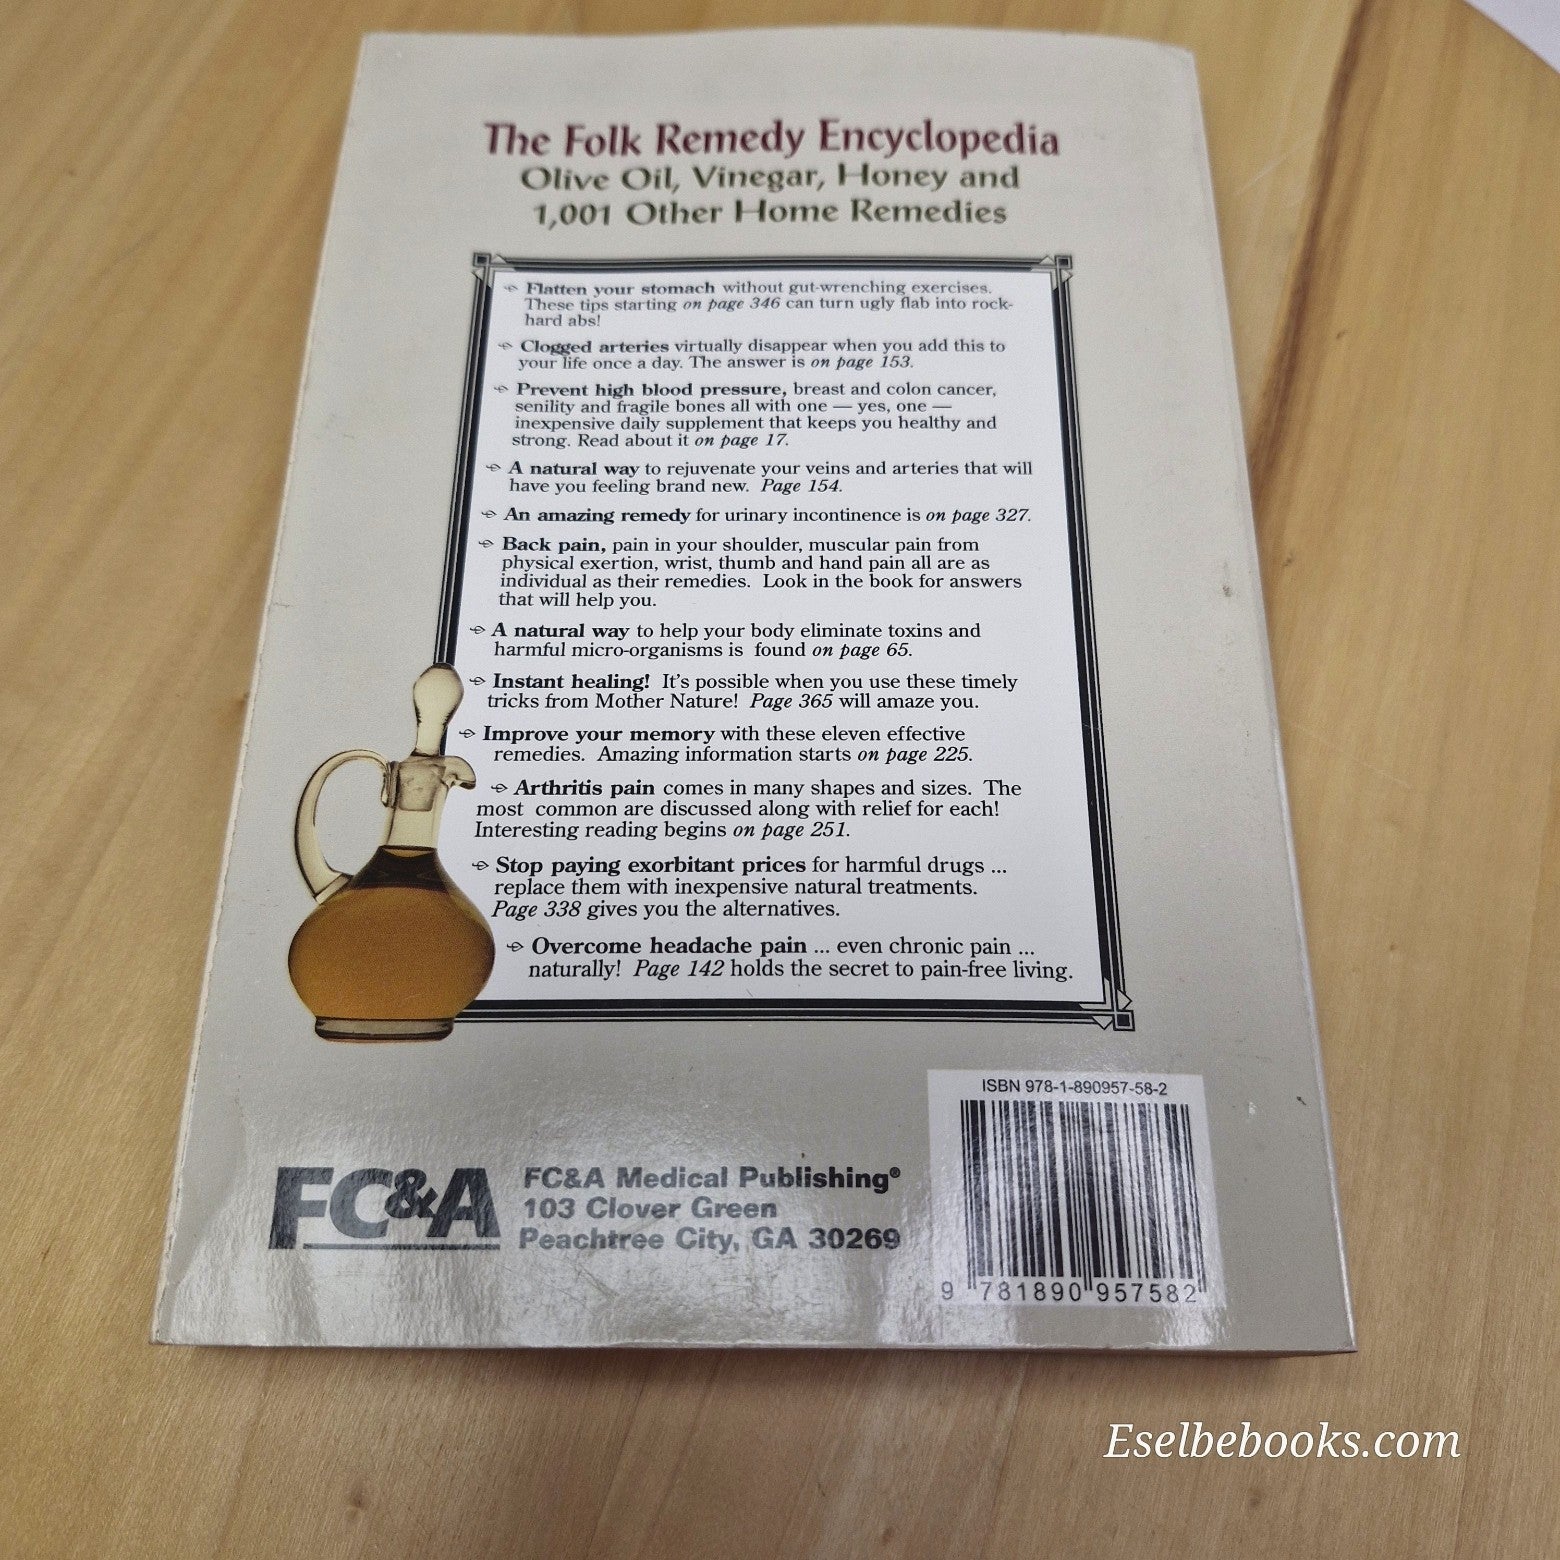 The Folk Remedy Encyclopedia
Olive Oil, Vinegar, Honey and
1,001 Other Home Remedies
Flatten your stomach without gut-wrenching exercises.
These tips starting on page 346 can turn ugly flab into rock-
hard abs!
Clogged arteries virtually disappear when you add this to
your life once a day. The answer is on page 153.
Prevent high blood pressure, breast and colon cancer,
senility and fragile bones all with one — yes, one —
inexpensive daily supplement that keeps you healthy and
strong. Read about it on page 17.
A natural way to rejuvenate your veins and arteries that will
have you feeling brand new. Page 154.
An amazing remedy for urinary incontinence is on page 327.
Back pain, pain in your shoulder, muscular pain from
physical exertion, wrist, thumb and hand pain all are as
individual as their remedies. Look in the book for answers
that will help you.
A natural way to help your body eliminate toxins and
harmful micro-organisms is found on page 65.
Instant healing! It's possible when you use these timely
tricks from Mother Nature! Page 365 will amaze you.
Improve your memory with these eleven effective
remedies. Amazing information starts on page 225.
Arthritis pain comes in many shapes and sizes. The
most common are discussed along with relief for each!
Interesting reading begins on page 251.
Stop paying exorbitant prices for harmful drugs ...
replace them with inexpensive natural treatments.
Page 338 gives you the alternatives.
Overcome headache pain ... even chronic pain ...
naturally! Page 142 holds the secret to pain-free living.
FC&A
FC&A Medical Publishing®
103 Clover Green
Peachtree City, GA 30269
ISBN 978-1-890957-58-2
9 781890 957582
Eselbebooks.com